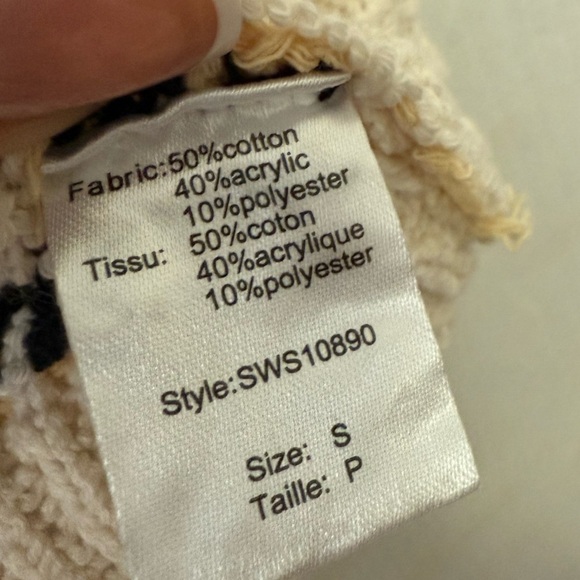 Fabric:50%cotton
40%acrylic
10%polyester
Tissu: 50%coton
40%acrylique
10%polyester
Style:SWS10890
Size: S
Taille: P